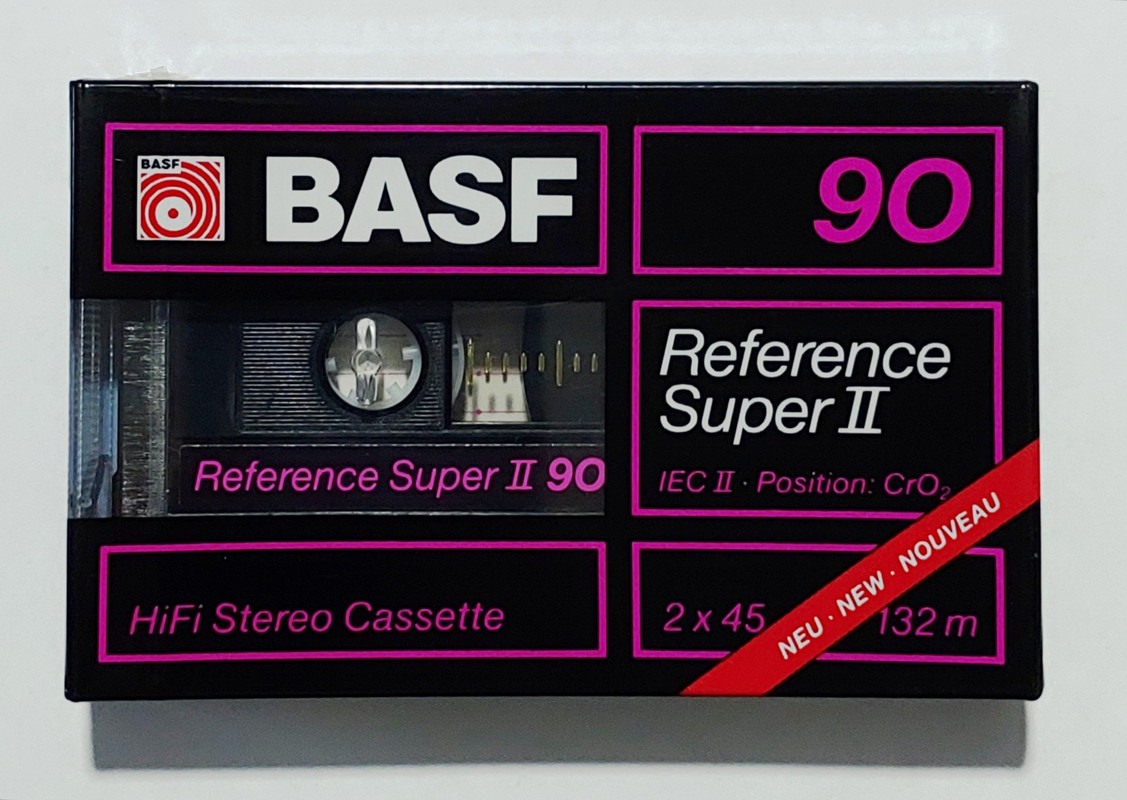 BASF
BASF
90
Reference
Super II
IEC II · Position: CrO₂
Reference Super II 90
HiFi Stereo Cassette
2 x 45
132 m
NEU · NEW · NOUVEAU